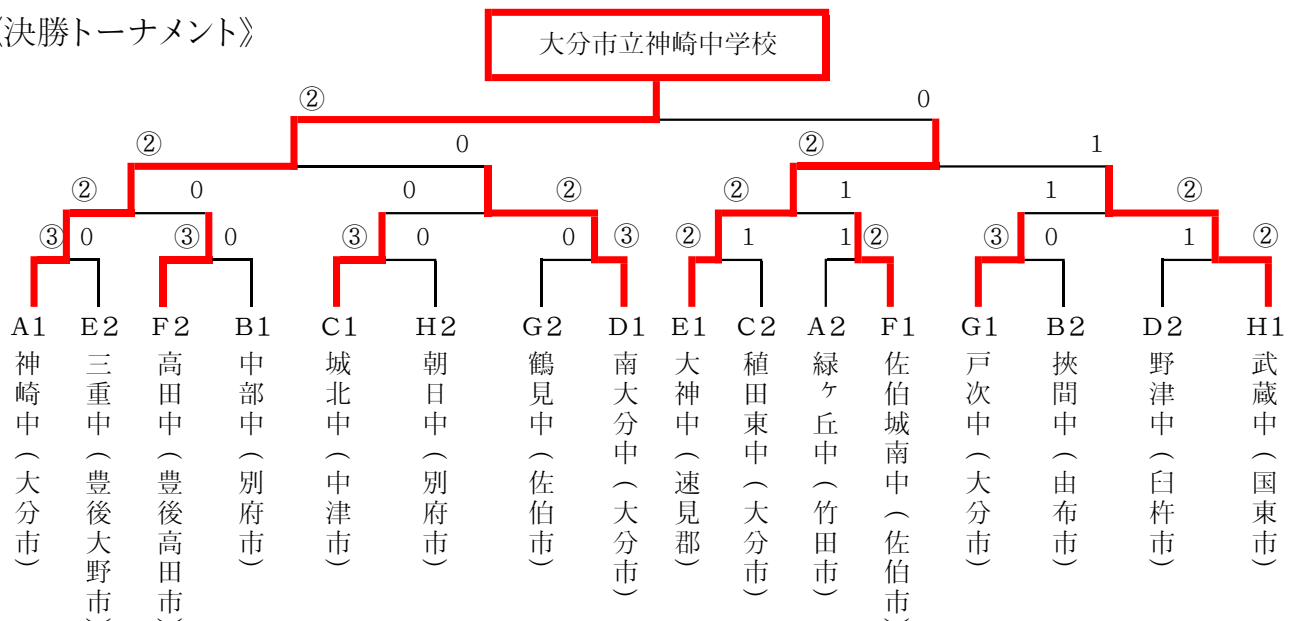 《決勝トーナメント》
大分市立神崎中学校
② 0
② 0 ② 1
② 0 0 ② ② 1 1 ②
③ 0 ③ 0 ③ 0 0 ③ ② 1 1 ② ③ 0 1 ②
A1 E2 F2 B1 C1 H2 G2 D1 E1 C2 A2 F1 G1 B2 D2 H1
神崎中(大分市)
三重中(豊後大野市)
高田中(豊後高田市)
中部中(別府市)
城北中(中津市)
朝日中(別府市)
鶴見中(佐伯市)
南大分中(大分市)
大神中(速見郡)
稙田東中(大分市)
緑ヶ丘中(竹田市)
佐伯城南中(佐伯市)
戸次中(大分市)
挾間中(由布市)
野津中(臼杵市)
武蔵中(国東市)